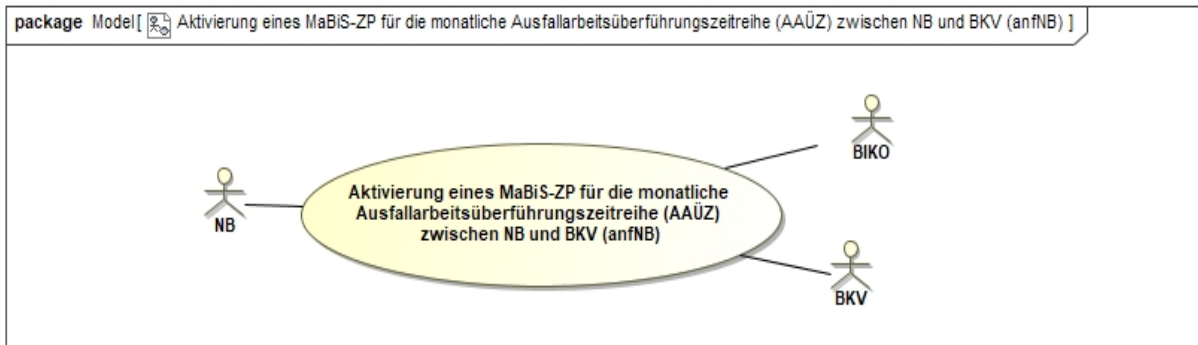 package Model[ Aktivierung eines MaBiS-ZP für die monatliche Ausfallarbeitsüberführungszeitreihe (AAÜZ) zwischen NB und BKV (anfNB) ]
BIKO
Aktivierung eines MaBiS-ZP für die monatliche
Ausfallarbeitsüberführungszeitreihe (AAÜZ)
zwischen NB und BKV (anfNB)
NB
BKV